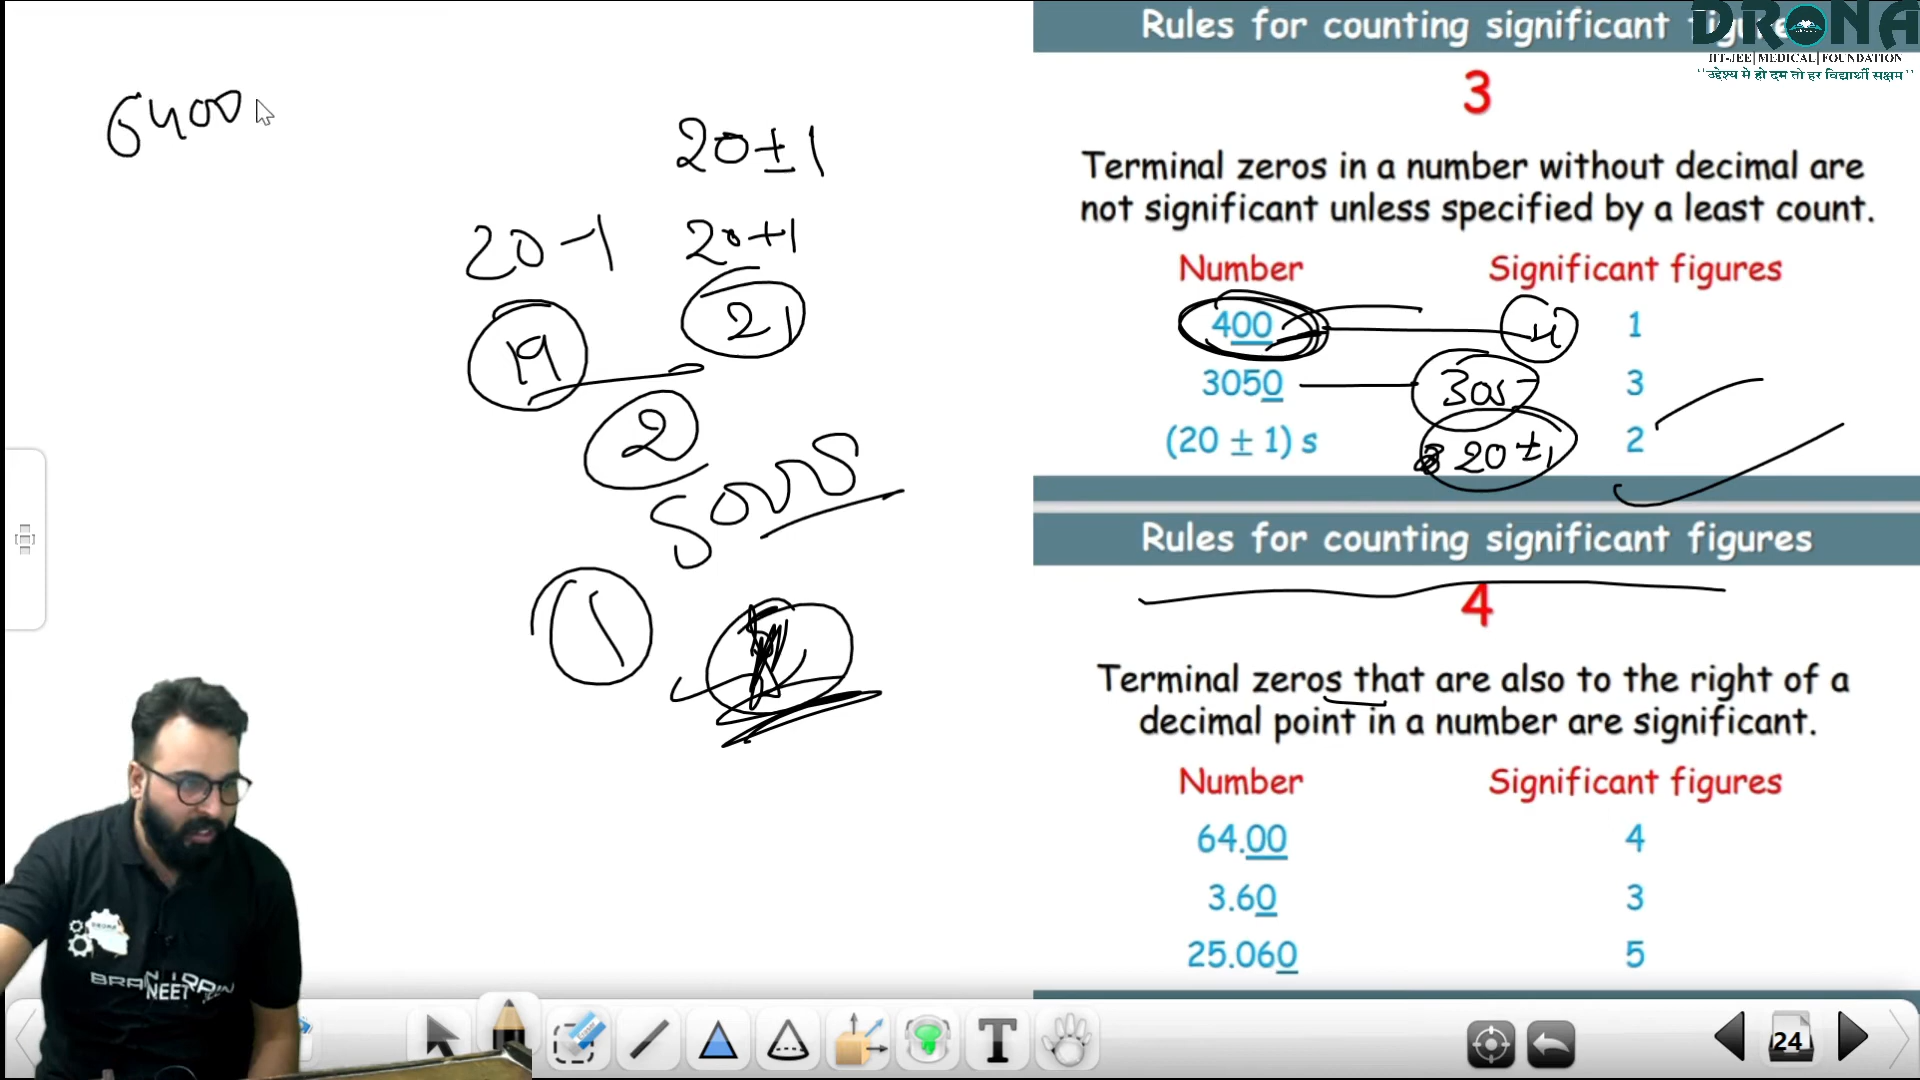 6400
20±1
20-1
20+1
19
21
2
1
Rules for counting significant
DRONA
IIT-JEE|MEDICAL|FOUNDATION
"उद्देश्य में हो दम तो हर विद्यार्थी सक्षम"
3
Terminal zeros in a number without decimal are
not significant unless specified by a least count.
Number Significant figures
400 4 1
3050 305 3
(20 ± 1) s 20±1 2
Rules for counting significant figures
4
Terminal zeros that are also to the right of a
decimal point in a number are significant.
Number Significant figures
64.00 4
3.60 3
25.060 5
BRAIN DRAIN
NEET
T
24